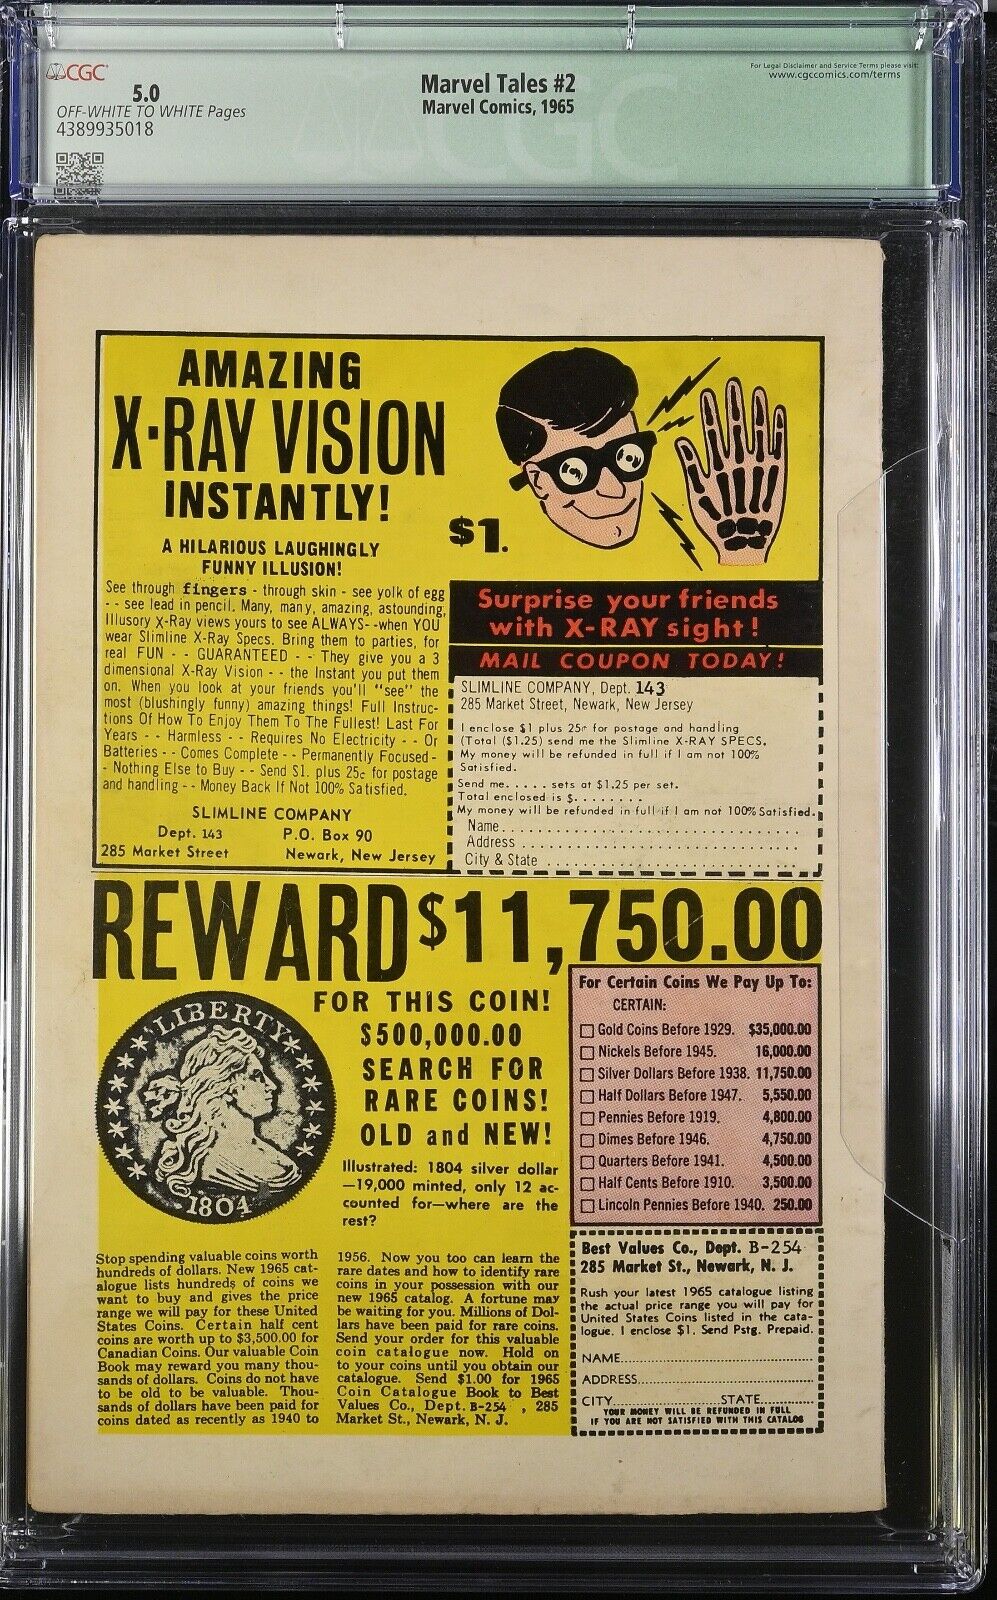 CGC
5.0
OFF-WHITE TO WHITE Pages
4389935018
Marvel Tales #2
Marvel Comics, 1965
For Legal Disclaimer and Service Terms please visit:
www.cgccomics.com/terms
CGC
AMAZING
X-RAY VISION
INSTANTLY!
A HILARIOUS LAUGHINGLY
FUNNY ILLUSION!
See through fingers - through skin - see yolk of egg
- - see lead in pencil. Many, many, amazing, astounding,
Illusory X-Ray views yours to see ALWAYS- -when YOU
wear Slimline X-Ray Specs. Bring them to parties, for
real FUN - - GUARANTEED - - They give you a 3
dimensional X-Ray Vision - - the Instant you put them
on. When you look at your friends you'll "see" the
most (blushingly funny) amazing things! Full Instruc-
tions Of How To Enjoy Them To The Fullest! Last For
Years - - Harmless - - Requires No Electricity - - Or
Batteries - - Comes Complete - - Permanently Focused-
- Nothing Else to Buy - - Send $1. plus 25c for postage
and handling - - Money Back If Not 100% Satisfied.
SLIMLINE COMPANY
Dept. 143 P.O. Box 90
285 Market Street Newark, New Jersey
$1.
Surprise your friends
with X-RAY sight!
MAIL COUPON TODAY!
SLIMLINE COMPANY, Dept. 143
285 Market Street, Newark, New Jersey
I enclose $1 plus 25c for postage and handling
(Total ($1.25) send me the Slimline X-RAY SPECS.
My money will be refunded in full if I am not 100%
Satisfied.
Send me. . . . . sets at $1.25 per set.
Total enclosed is $. . . . . . . .
My money will be refunded in full if I am not 100% Satisfied.
Name. . . . . . . . . . . . . . . . . . . . . . . . . . . . . .
Address . . . . . . . . . . . . . . . . . . . . . . . . . . . .
City & State . . . . . . . . . . . . . . . . . . . . . . . . .
REWARD $11,750.00
FOR THIS COIN!
$500,000.00
SEARCH FOR
RARE COINS!
OLD and NEW!
LIBERTY
1804
Illustrated: 1804 silver dollar
—19,000 minted, only 12 ac-
counted for—where are the
rest?
For Certain Coins We Pay Up To:
CERTAIN:
Gold Coins Before 1929. $35,000.00
Nickels Before 1945. 16,000.00
Silver Dollars Before 1938. 11,750.00
Half Dollars Before 1947. 5,550.00
Pennies Before 1919. 4,800.00
Dimes Before 1946. 4,750.00
Quarters Before 1941. 4,500.00
Half Cents Before 1910. 3,500.00
Lincoln Pennies Before 1940. 250.00
Stop spending valuable coins worth
hundreds of dollars. New 1965 cat-
alogue lists hundreds of coins we
want to buy and gives the price
range we will pay for these United
States Coins. Certain half cent
coins are worth up to $3,500.00 for
Canadian Coins. Our valuable Coin
Book may reward you many thou-
sands of dollars. Coins do not have
to be old to be valuable. Thou-
sands of dollars have been paid for
coins dated as recently as 1940 to
1956. Now you too can learn the
rare dates and how to identify rare
coins in your possession with our
new 1965 catalog. A fortune may
be waiting for you. Millions of Dol-
lars have been paid for rare coins.
Send your order for this valuable
coin catalogue now. Hold on
to your coins until you obtain our
catalogue. Send $1.00 for 1965
Coin Catalogue Book to Best
Values Co., Dept. B-254 , 285
Market St., Newark, N. J.
Best Values Co., Dept. B-254
285 Market St., Newark, N. J.
Rush your latest 1965 catalogue listing
the actual price range you will pay for
United States Coins listed in the cata-
logue. I enclose $1. Send Pstg. Prepaid.
NAME........................................
ADDRESS....................................
CITY........................STATE............
YOUR MONEY WILL BE REFUNDED IN FULL
IF YOU ARE NOT SATISFIED WITH THIS CATALOG